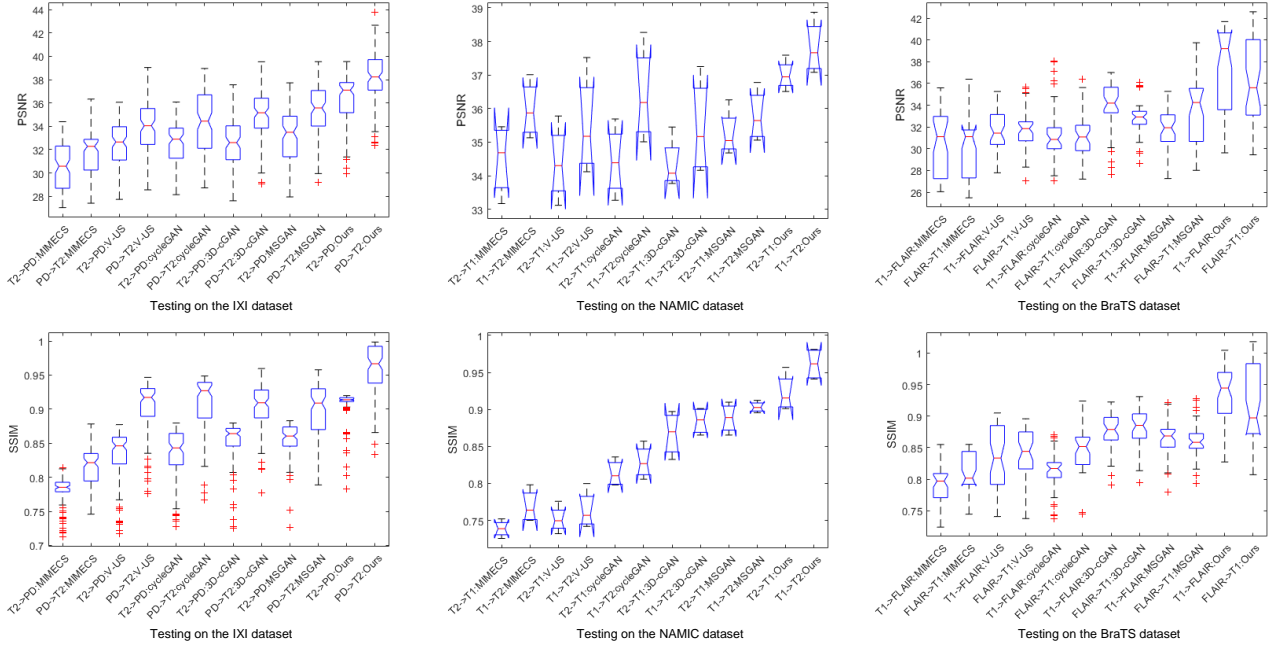 PSNR
44
42
40
38
36
34
32
30
28
T2->PD:MIMECS
PD->T2:MIMECS
T2->PD:V-US
PD->T2:V-US
T2->PD:cycleGAN
PD->T2:cycleGAN
T2->PD:3D-cGAN
PD->T2:3D-cGAN
T2->PD:MSGAN
PD->T2:MSGAN
T2->PD:Ours
PD->T2:Ours
Testing on the IXI dataset
PSNR
39
38
37
36
35
34
33
T2->T1:MIMECS
T1->T2:MIMECS
T2->T1:V-US
T1->T2:V-US
T2->T1:cycleGAN
T1->T2:cycleGAN
T2->T1:3D-cGAN
T1->T2:3D-cGAN
T2->T1:MSGAN
T1->T2:MSGAN
T2->T1:Ours
T1->T2:Ours
Testing on the NAMIC dataset
PSNR
42
40
38
36
34
32
30
28
26
T1->FLAIR:MIMECS
FLAIR->T1:MIMECS
T1->FLAIR:V-US
FLAIR->T1:V-US
T1->FLAIR:cycleGAN
FLAIR->T1:cycleGAN
T1->FLAIR:3D-cGAN
FLAIR->T1:3D-cGAN
T1->FLAIR:MSGAN
FLAIR->T1:MSGAN
T1->FLAIR:Ours
FLAIR->T1:Ours
Testing on the BraTS dataset
SSIM
1
0.95
0.9
0.85
0.8
0.75
0.7
T2->PD:MIMECS
PD->T2:MIMECS
T2->PD:V-US
PD->T2:V-US
T2->PD:cycleGAN
PD->T2:cycleGAN
T2->PD:3D-cGAN
PD->T2:3D-cGAN
T2->PD:MSGAN
PD->T2:MSGAN
T2->PD:Ours
PD->T2:Ours
Testing on the IXI dataset
SSIM
1
0.95
0.9
0.85
0.8
0.75
T2->T1:MIMECS
T1->T2:MIMECS
T2->T1:V-US
T1->T2:V-US
T2->T1:cycleGAN
T1->T2:cycleGAN
T2->T1:3D-cGAN
T1->T2:3D-cGAN
T2->T1:MSGAN
T1->T2:MSGAN
T2->T1:Ours
T1->T2:Ours
Testing on the NAMIC dataset
SSIM
1
0.95
0.9
0.85
0.8
0.75
T1->FLAIR:MIMECS
FLAIR->T1:MIMECS
T1->FLAIR:V-US
FLAIR->T1:V-US
T1->FLAIR:cycleGAN
FLAIR->T1:cycleGAN
T1->FLAIR:3D-cGAN
FLAIR->T1:3D-cGAN
T1->FLAIR:MSGAN
FLAIR->T1:MSGAN
T1->FLAIR:Ours
FLAIR->T1:Ours
Testing on the BraTS dataset